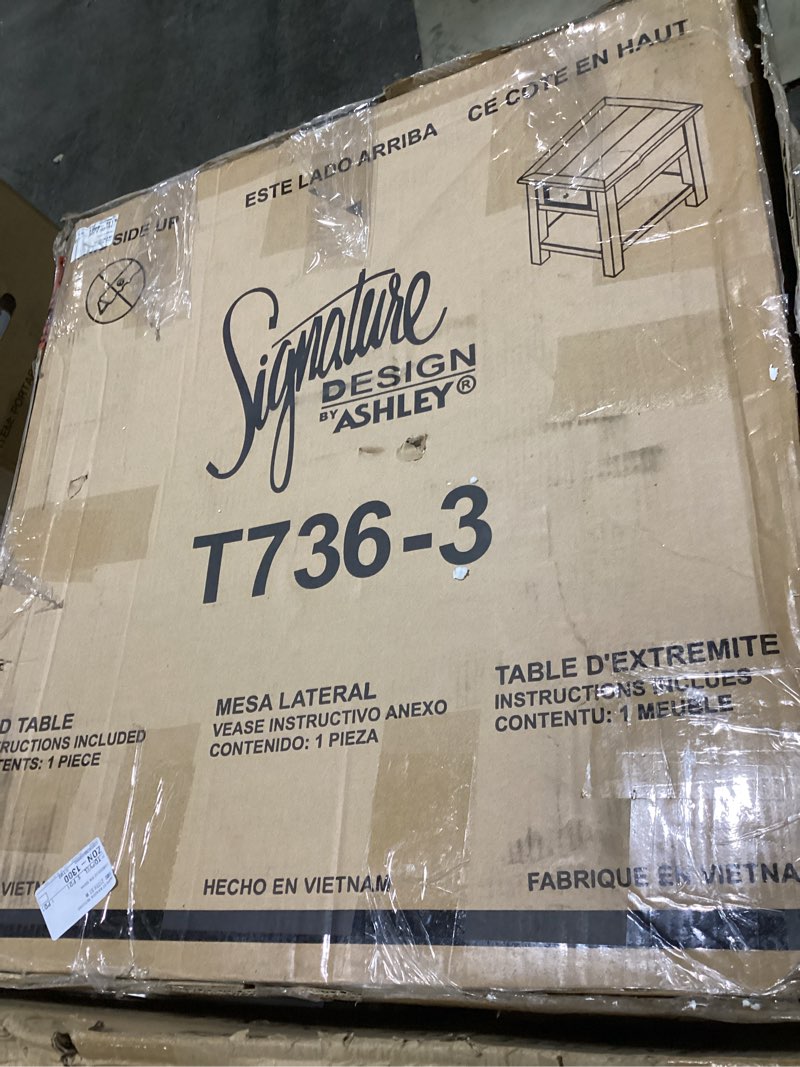 SIDE UP
ESTE LADO ARRIBA
CE COTE EN HAUT
Signature
DESIGN
BY ASHLEY®
T736-3
D TABLE
RUCTIONS INCLUDED
TENTS: 1 PIECE
MESA LATERAL
VEASE INSTRUCTIVO ANEXO
CONTENIDO: 1 PIEZA
TABLE D'EXTREMITE
INSTRUCTIONS INCLUES
CONTENTU: 1 MEUBLE
VIETN
HECHO EN VIETNAM
FABRIQUE EN VIETNA